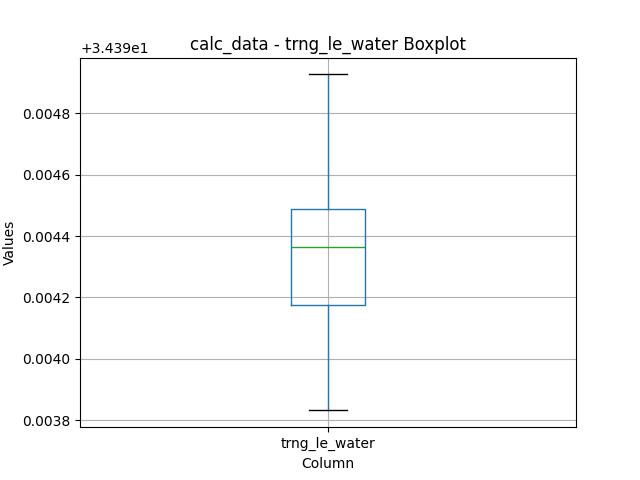 calc_data - trng_le_water Boxplot
+3.439e1
0.0048
0.0046
0.0044
0.0042
0.0040
0.0038
Values
trng_le_water
Column